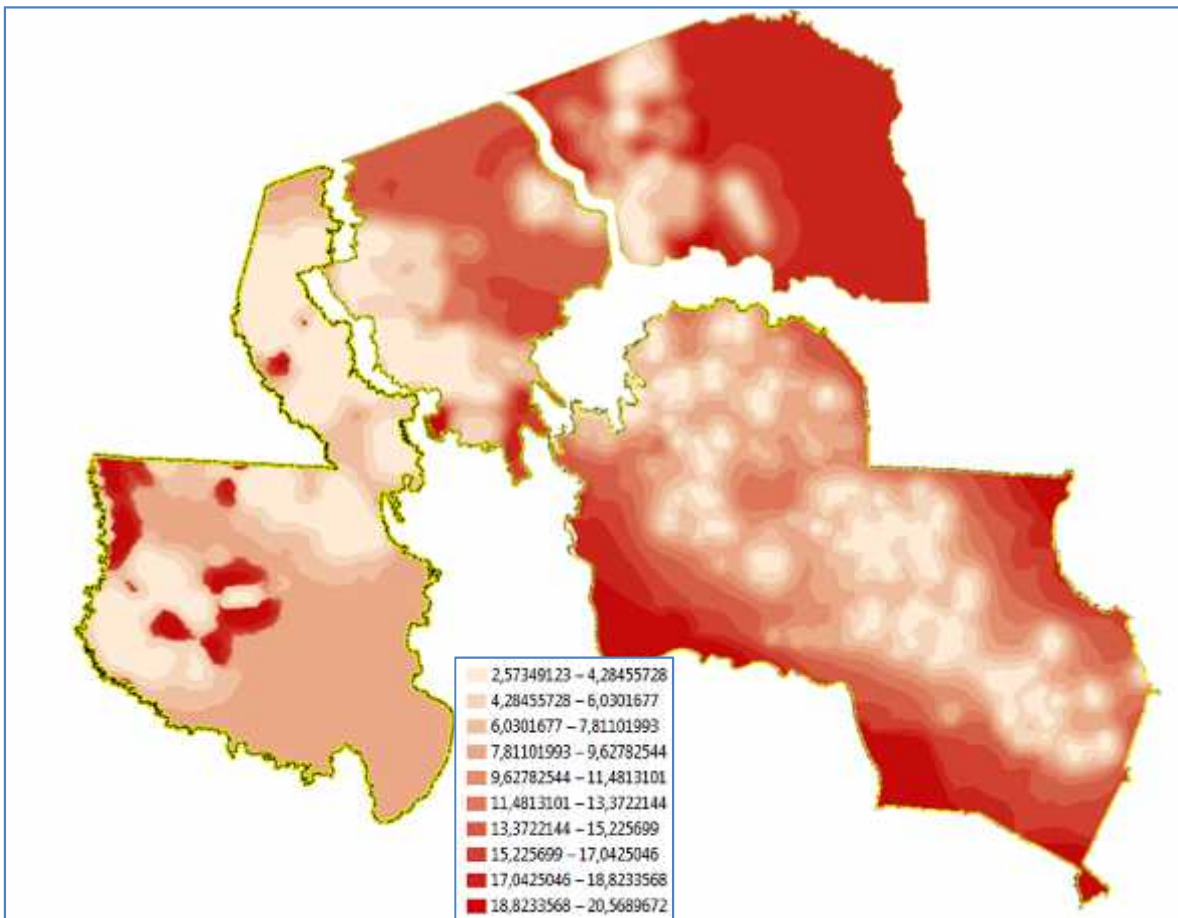 2,57349123 – 4,28455728
4,28455728 – 6,0301677
6,0301677 – 7,81101993
7,81101993 – 9,62782544
9,62782544 – 11,4813101
11,4813101 – 13,3722144
13,3722144 – 15,225699
15,225699 – 17,0425046
17,0425046 – 18,8233568
18,8233568 – 20,5689672